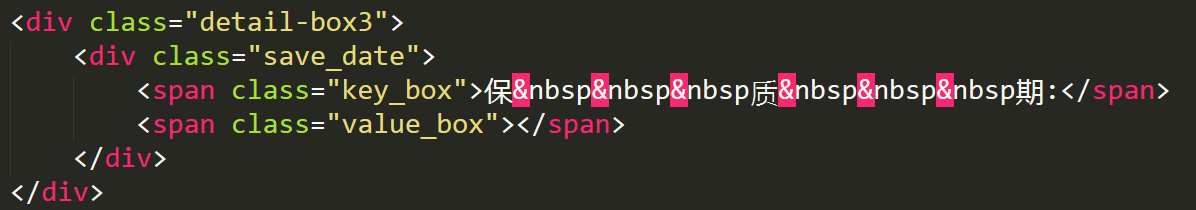 <div class="detail-box3">
<div class="save_date">
<span class="key_box">保&nbsp&nbsp&nbsp质&nbsp&nbsp&nbsp期:</span>
<span class="value_box"></span>
</div>
</div>